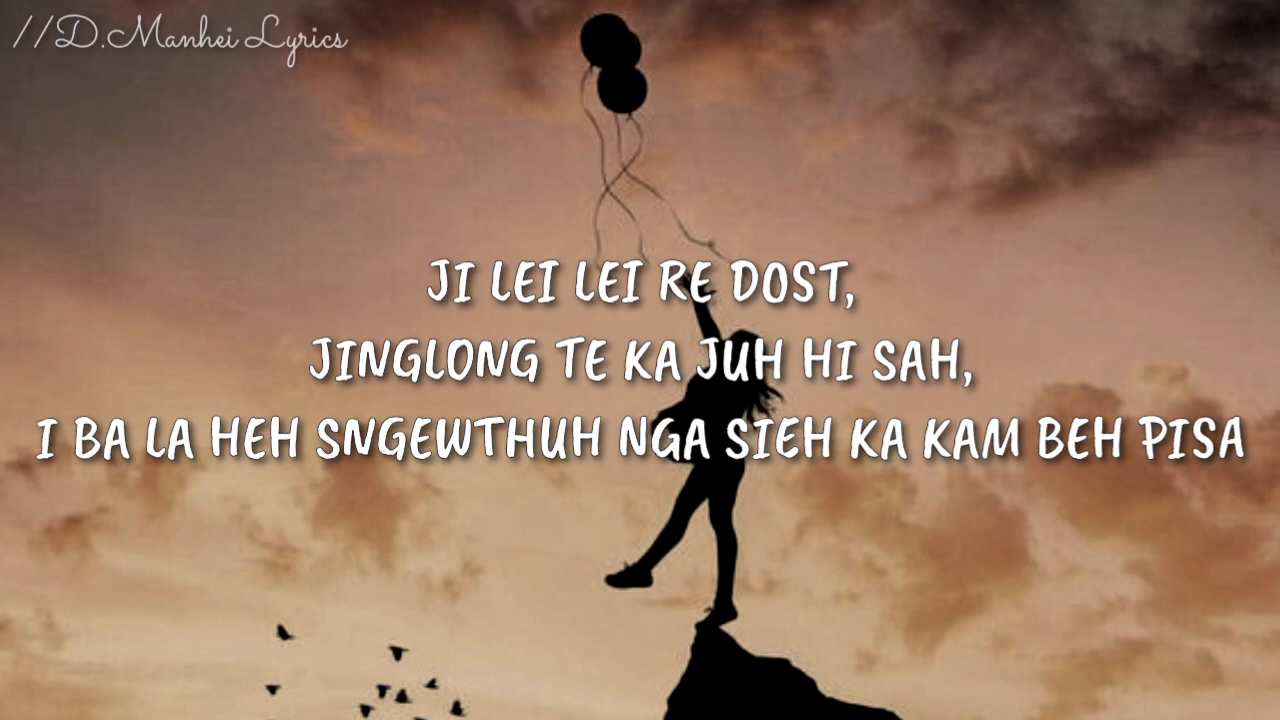 //D.Manhei Lyrics
JI LEI LEI RE DOST,
JINGLONG TE KA JUH HI SAH,
I BA LA HEH SNGEWTHUH NGA SIEH KA KAM BEH PISA